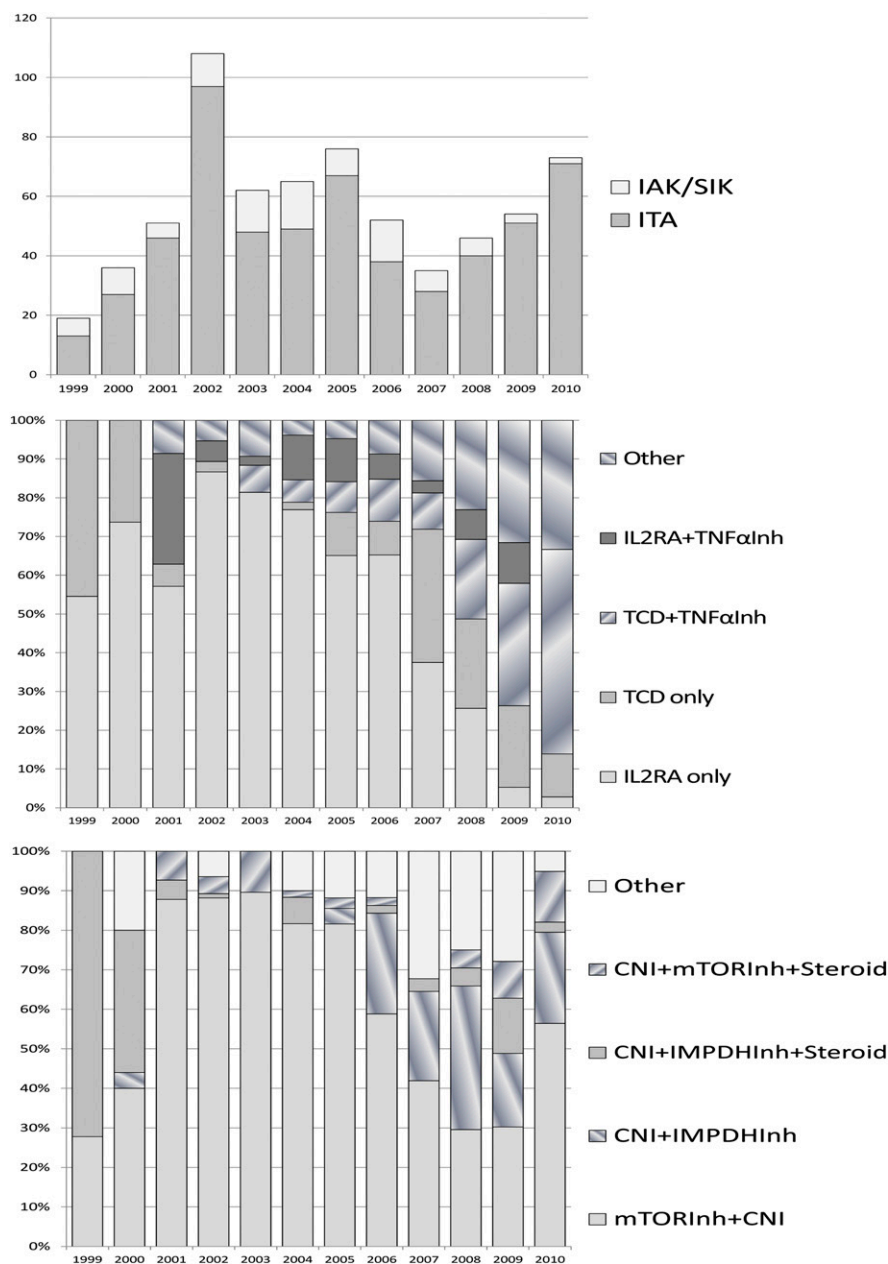 120
100
80
60
40
20
0
1999 2000 2001 2002 2003 2004 2005 2006 2007 2008 2009 2010
IAK/SIK
ITA
100%
90%
80%
70%
60%
50%
40%
30%
20%
10%
0%
1999 2000 2001 2002 2003 2004 2005 2006 2007 2008 2009 2010
Other
IL2RA+TNFαInh
TCD+TNFαInh
TCD only
IL2RA only
100%
90%
80%
70%
60%
50%
40%
30%
20%
10%
0%
1999 2000 2001 2002 2003 2004 2005 2006 2007 2008 2009 2010
Other
CNI+mTORInh+Steroid
CNI+IMPDHInh+Steroid
CNI+IMPDHInh
mTORInh+CNI